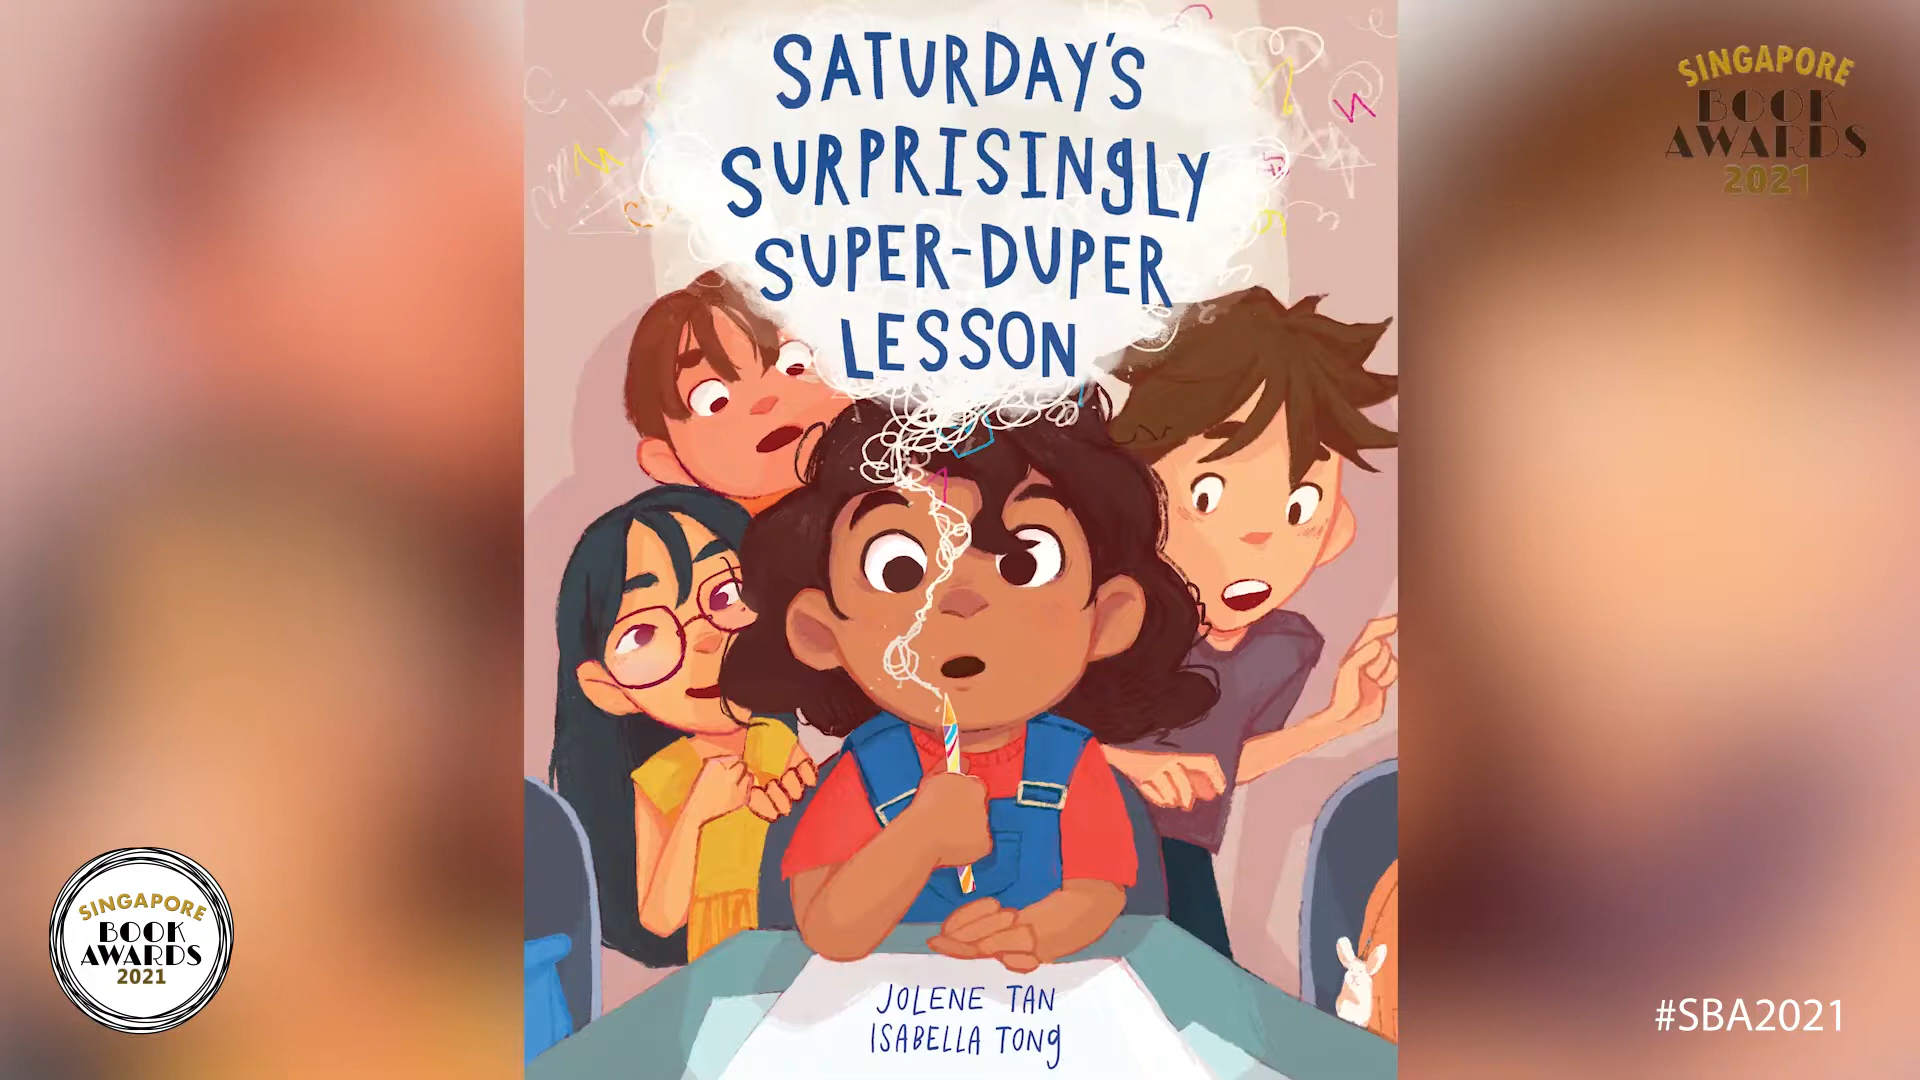 SATURDAY'S
SURPRISINGLY
SUPER-DUPER
LESSON
JOLENE TAN
ISABELLA TONG
SINGAPORE
BOOK
AWARDS
2021
SINGAPORE
BOOK
AWARDS
2021
#SBA2021